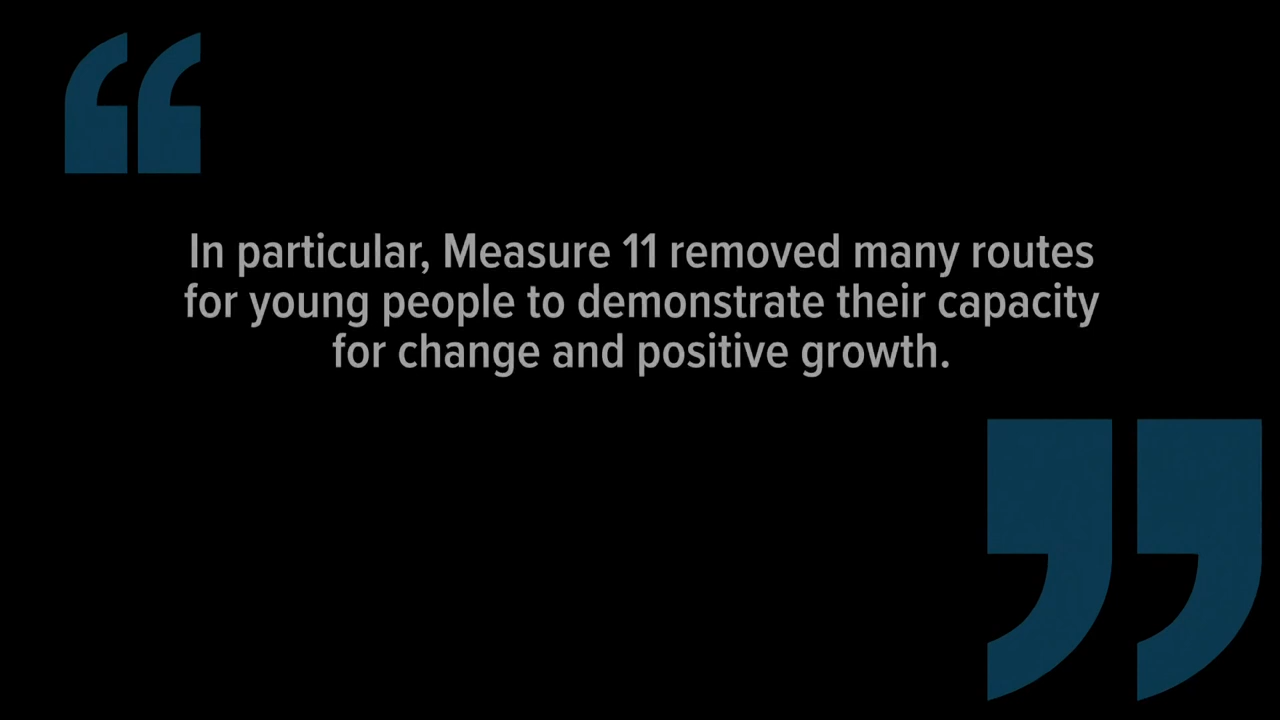 In particular, Measure 11 removed many routes
for young people to demonstrate their capacity
for change and positive growth.